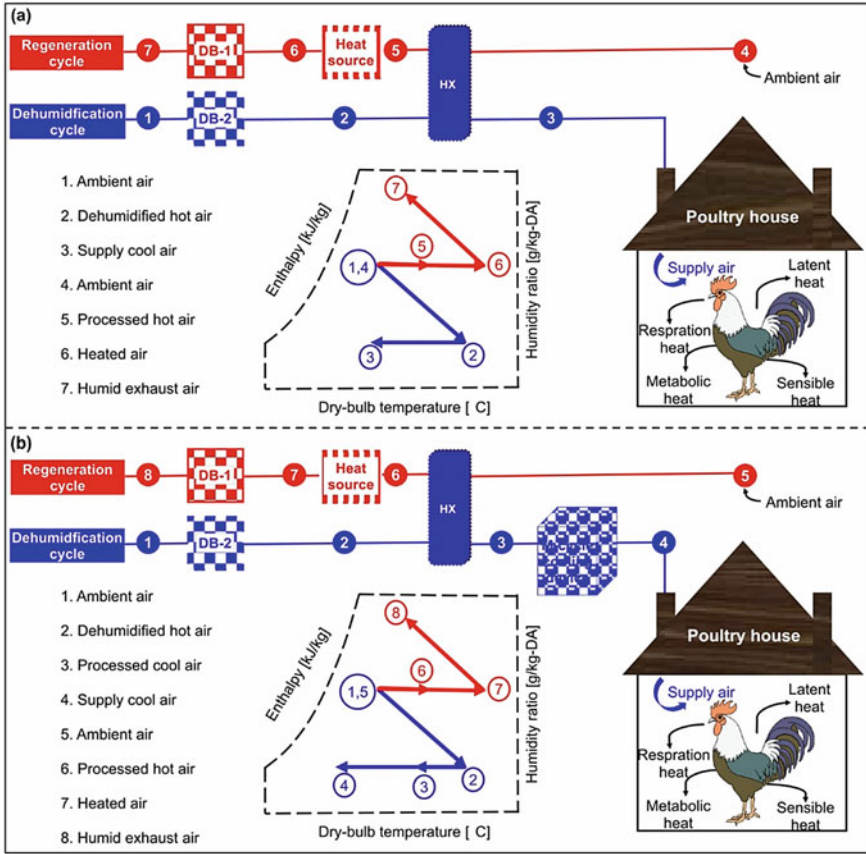 (a)
Regeneration
cycle
7
DB-1
6
Heat
source
5
HX
4
Ambient air
Dehumidfication
cycle
1
DB-2
2
3
1. Ambient air
2. Dehumidified hot air
3. Supply cool air
4. Ambient air
5. Processed hot air
6. Heated air
7. Humid exhaust air
Enthalpy [kJ/kg]
7
5
1,4
6
3
2
Humidity ratio [g/kg-DA]
Dry-bulb temperature [ C]
Poultry house
Supply air
Latent
heat
Respration
heat
Metabolic
heat
Sensible
heat
(b)
Regeneration
cycle
8
DB-1
7
Heat
source
6
HX
5
Ambient air
Dehumidfication
cycle
1
DB-2
2
3
4
1. Ambient air
2. Dehumidified hot air
3. Processed cool air
4. Supply cool air
5. Ambient air
6. Processed hot air
7. Heated air
8. Humid exhaust air
Enthalpy [kJ/kg]
8
6
1,5
7
4
3
2
Humidity ratio [g/kg-DA]
Dry-bulb temperature [ C]
Poultry house
Supply air
Latent
heat
Respration
heat
Metabolic
heat
Sensible
heat